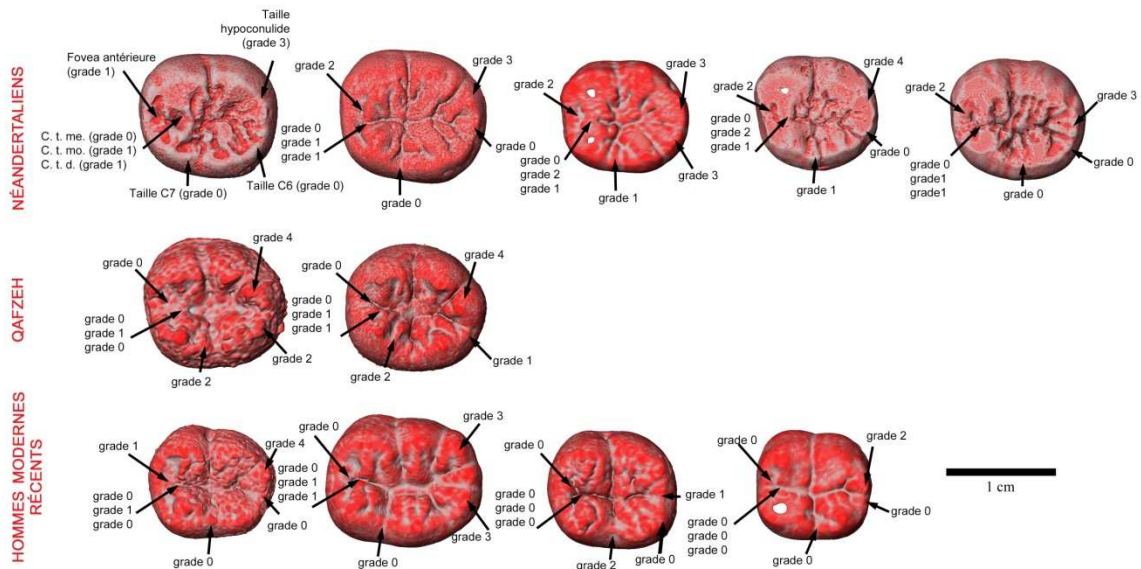 NÉANDERTALIENS
Taille
hypoconulide
(grade 3)
Fovea antérieure
(grade 1)
C. t. me. (grade 0)
C. t. mo. (grade 1)
C. t. d. (grade 1)
Taille C7 (grade 0)
Taille C6 (grade 0)
grade 2
grade 3
grade 0
grade 1
grade 1
grade 0
grade 0
grade 2
grade 3
grade 0
grade 2
grade 1
grade 1
grade 3
grade 2
grade 4
grade 0
grade 2
grade 1
grade 1
grade 0
grade 2
grade 3
grade 0
grade1
grade1
grade 0
grade 0
QAFZEH
grade 0
grade 4
grade 0
grade 1
grade 0
grade 2
grade 2
grade 0
grade 4
grade 0
grade 1
grade 1
grade 2
grade 1
HOMMES MODERNES
RÉCENTS
grade 1
grade 4
grade 0
grade 1
grade 0
grade 0
grade 0
grade 0
grade 3
grade 0
grade 1
grade 1
grade 0
grade 3
grade 0
grade 0
grade 0
grade 0
grade 1
grade 2
grade 0
grade 0
grade 2
grade 0
grade 0
grade 0
grade 0
grade 0
1 cm